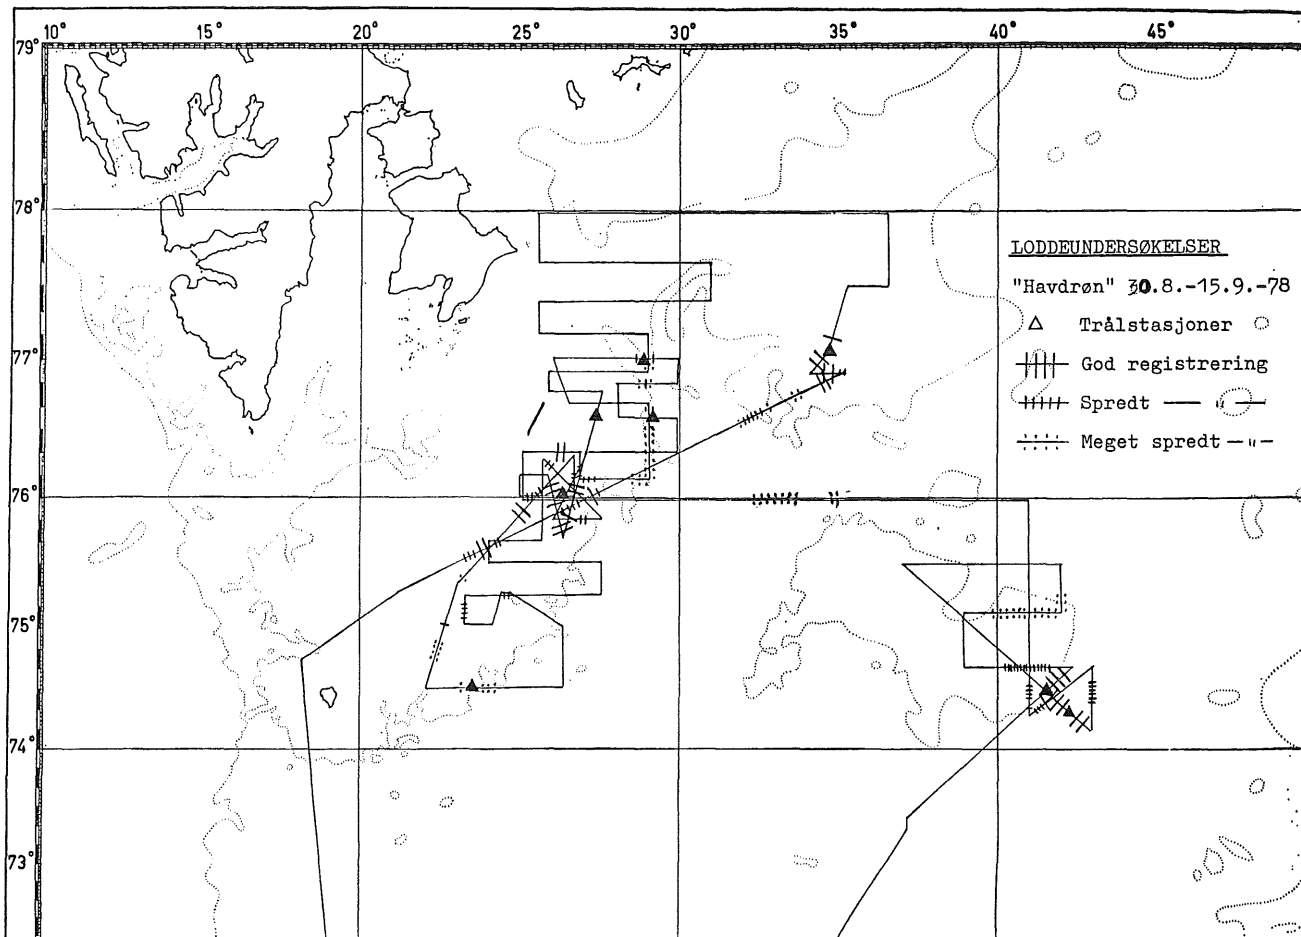 10° 15° 20° 25° 30° 35° 40° 45°
79°
78°
77°
76°
75°
74°
73°
LODDEUNDERSØKELSER
"Havdrøn" 30.8.-15.9.-78
Trålstasjoner
God registrering
Spredt — " —
Meget spredt — " —